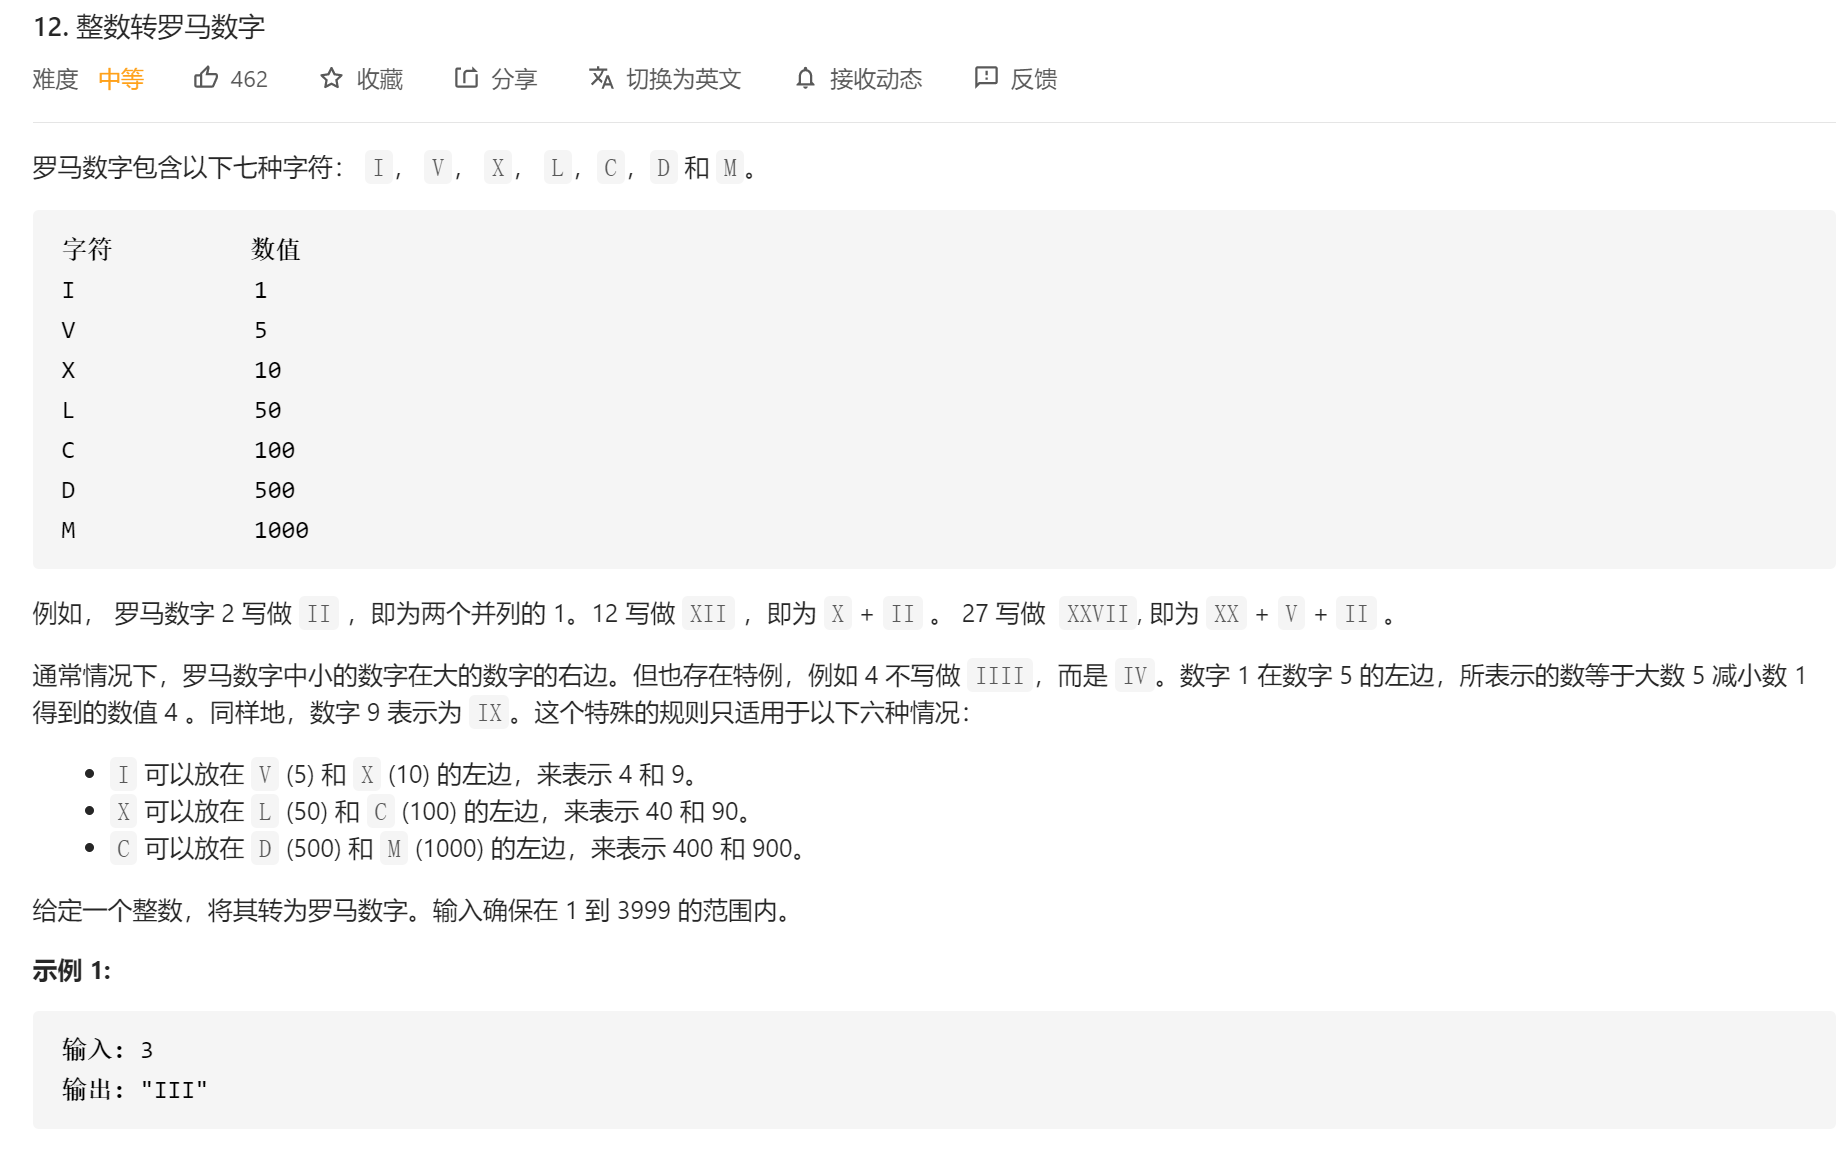 12. 整数转罗马数字
难度 中等 462 收藏 分享 切换为英文 接收动态 反馈
罗马数字包含以下七种字符： I， V， X， L，C，D 和 M。
字符 数值
I 1
V 5
X 10
L 50
C 100
D 500
M 1000
例如， 罗马数字 2 写做 II ，即为两个并列的 1。12 写做 XII ，即为 X + II 。 27 写做 XXVII, 即为 XX + V + II 。
通常情况下，罗马数字中小的数字在大的数字的右边。但也存在特例，例如 4 不写做 IIII，而是 IV。数字 1 在数字 5 的左边，所表示的数等于大数 5 减小数 1
得到的数值 4 。同样地，数字 9 表示为 IX。这个特殊的规则只适用于以下六种情况：
• I 可以放在 V (5) 和 X (10) 的左边，来表示 4 和 9。
• X 可以放在 L (50) 和 C (100) 的左边，来表示 40 和 90。
• C 可以放在 D (500) 和 M (1000) 的左边，来表示 400 和 900。
给定一个整数，将其转为罗马数字。输入确保在 1 到 3999 的范围内。
示例 1:
输入: 3
输出: "III"